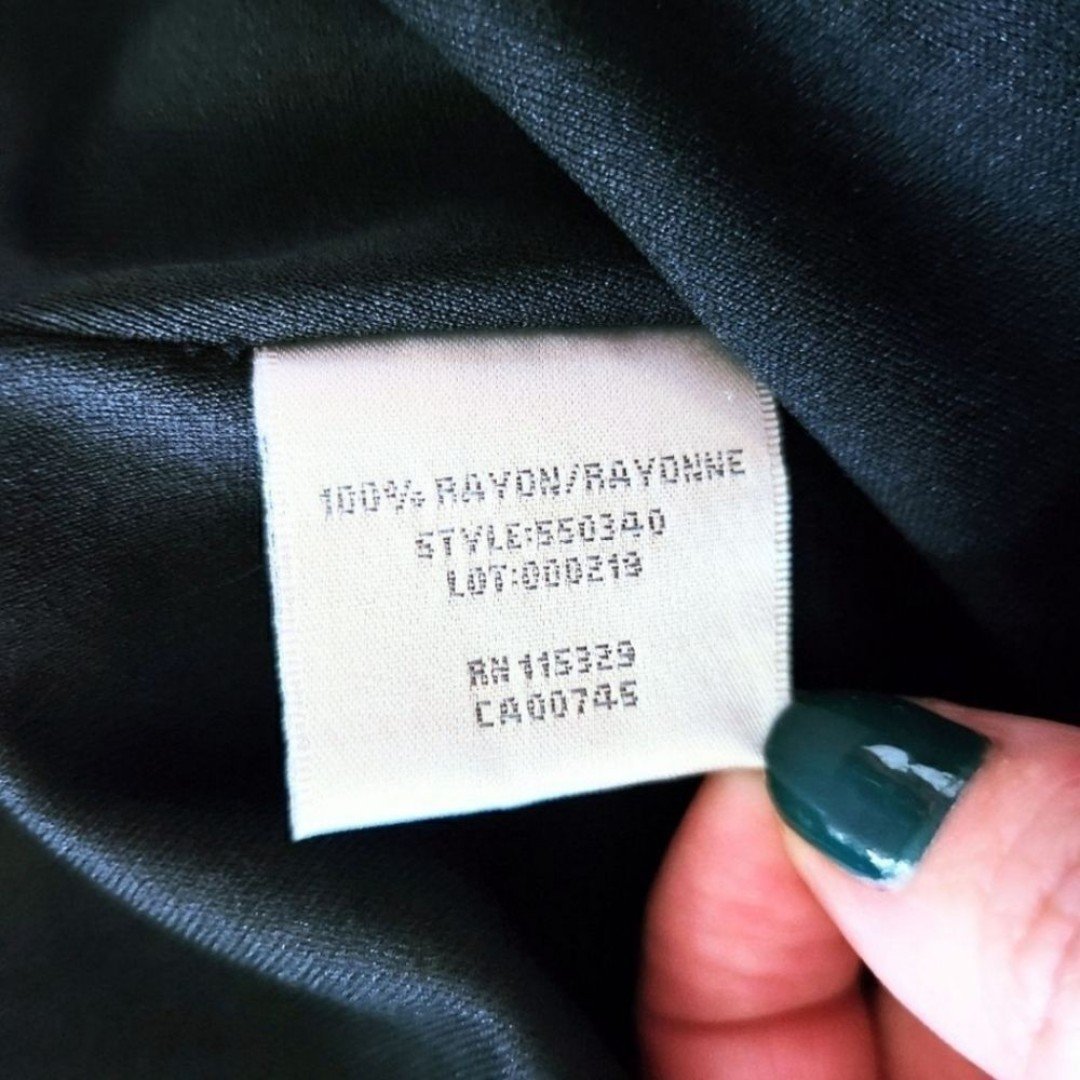 100% RAYON/RAYONNE
STYLE:550340
LOT:000219
RN 115329
CA00745